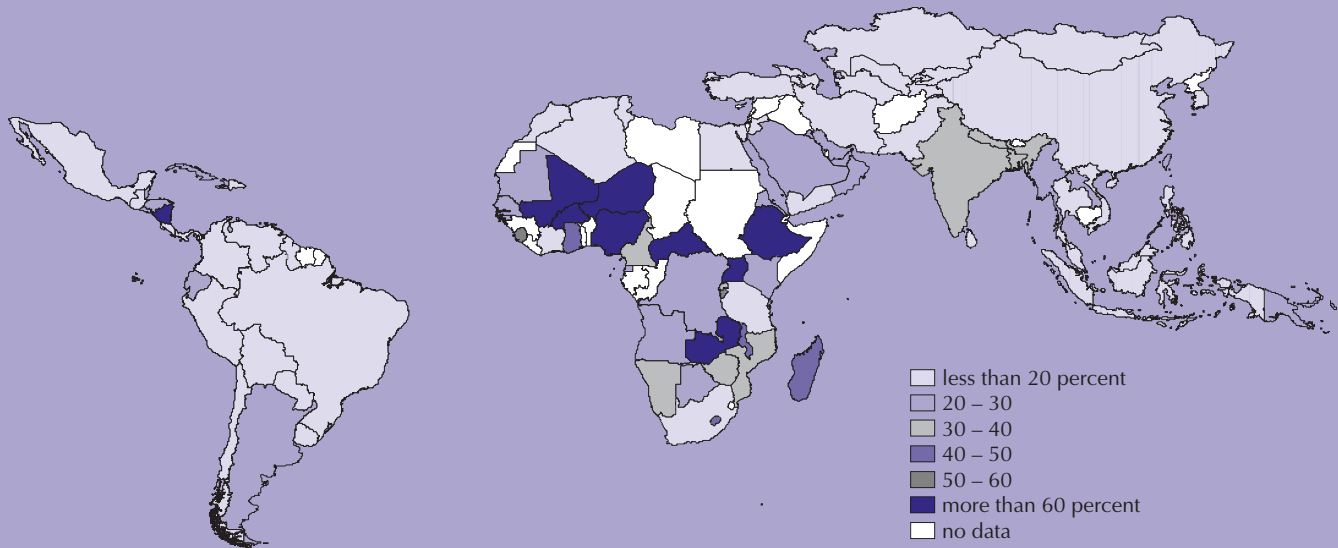 less than 20 percent
20 – 30
30 – 40
40 – 50
50 – 60
more than 60 percent
no data